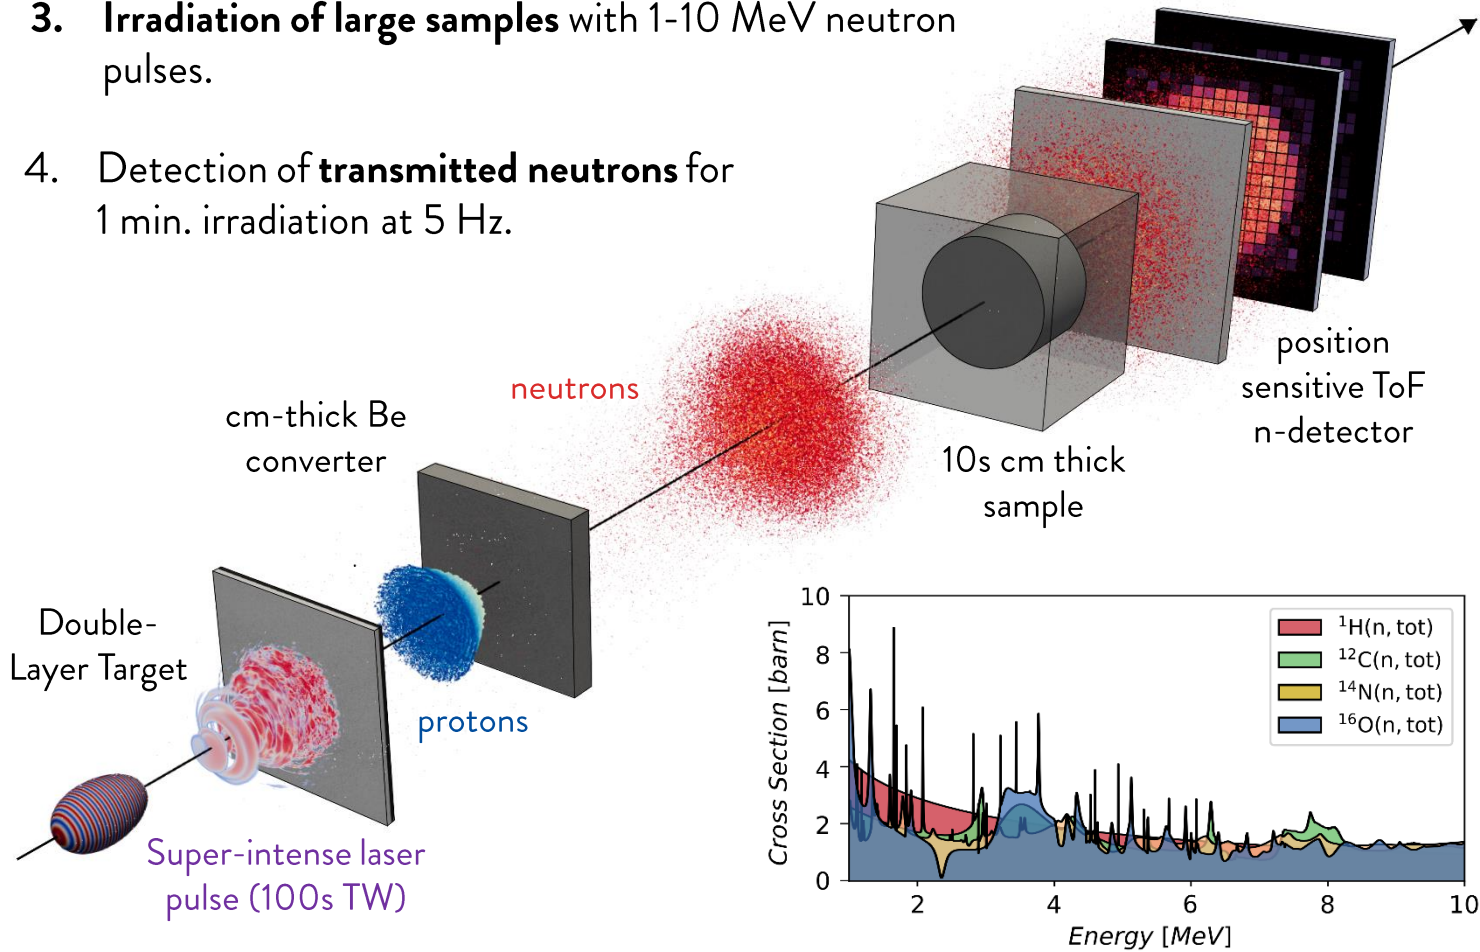 3. Irradiation of large samples with 1-10 MeV neutron
pulses.
4. Detection of transmitted neutrons for
1 min. irradiation at 5 Hz.
position
sensitive ToF
n-detector
neutrons
cm-thick Be
converter
10s cm thick
sample
Double-
Layer Target
protons
Super-intense laser
pulse (100s TW)
Cross Section [barn]
10
8
6
4
2
0
¹H(n, tot)
¹²C(n, tot)
¹⁴N(n, tot)
¹⁶O(n, tot)
2 4 6 8 10
Energy [MeV]